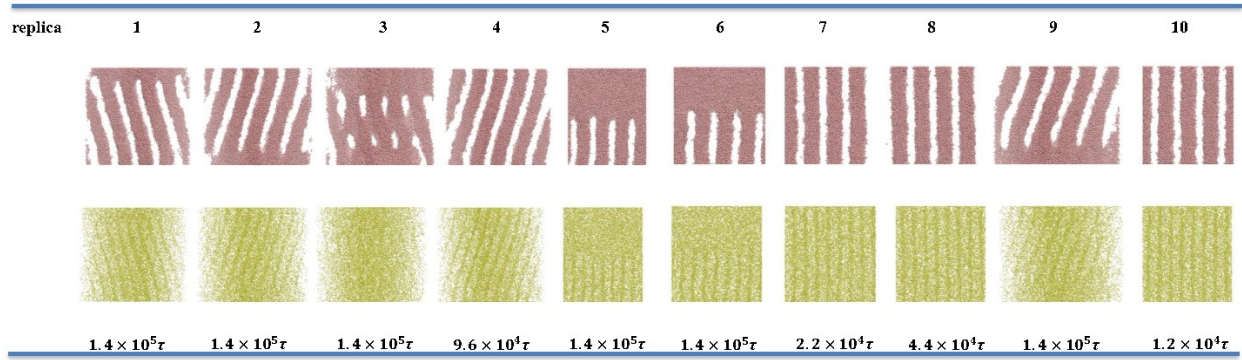 replica 1 2 3 4 5 6 7 8 9 10
1.4 × 10⁵τ 1.4 × 10⁵τ 1.4 × 10⁵τ 9.6 × 10⁴τ 1.4 × 10⁵τ 1.4 × 10⁵τ 2.2 × 10⁴τ 4.4 × 10⁴τ 1.4 × 10⁵τ 1.2 × 10⁴τ